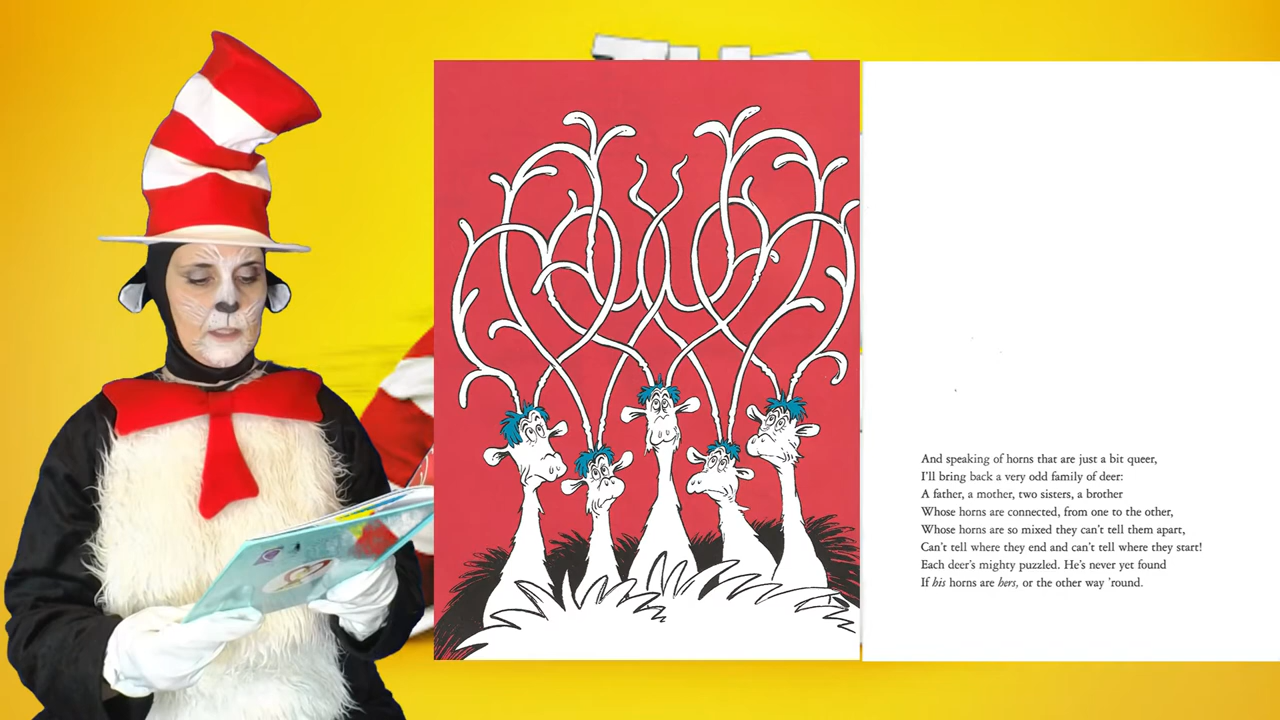 And speaking of horns that are just a bit queer,
I'll bring back a very odd family of deer:
A father, a mother, two sisters, a brother
Whose horns are connected, from one to the other,
Whose horns are so mixed they can't tell them apart,
Can't tell where they end and can't tell where they start!
Each deer's mighty puzzled. He's never yet found
If his horns are hers, or the other way 'round.